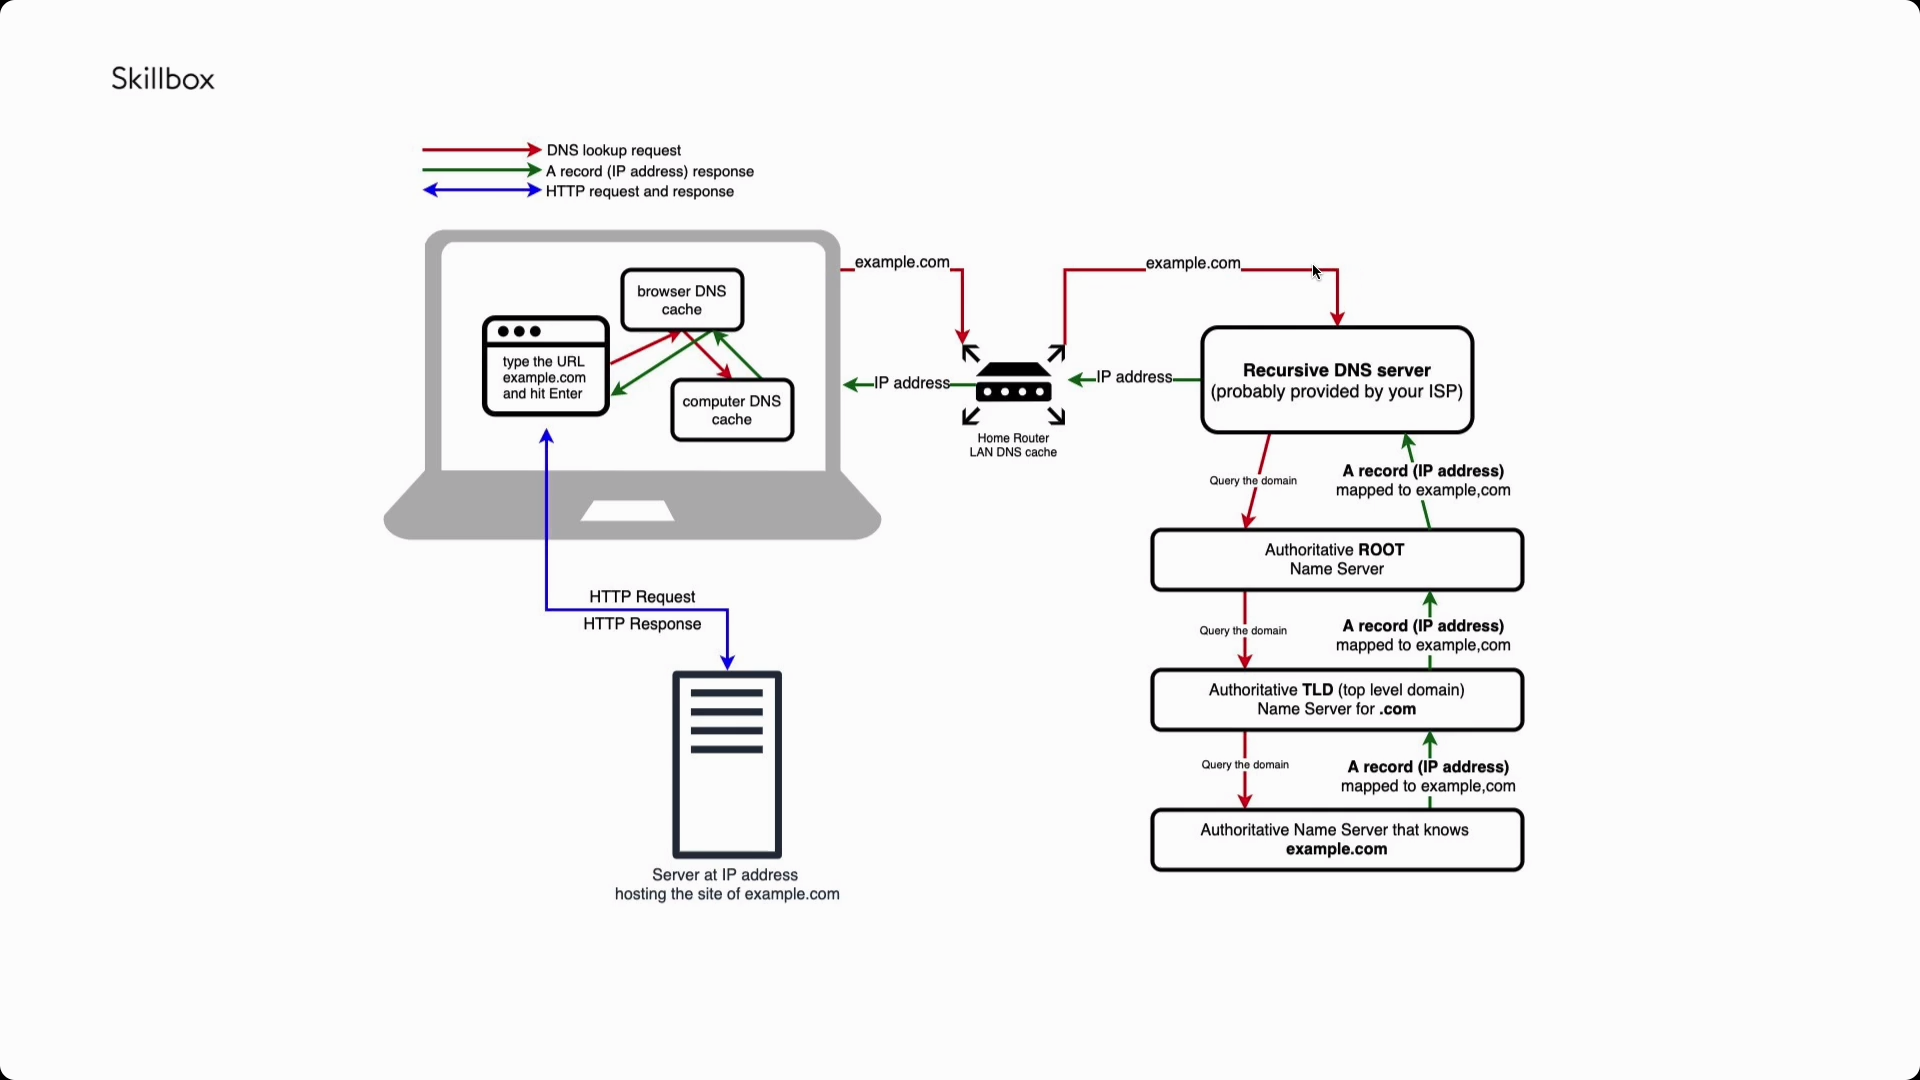 Skillbox
DNS lookup request
A record (IP address) response
HTTP request and response
browser DNS
cache
type the URL
example.com
and hit Enter
computer DNS
cache
example.com
IP address
Home Router
LAN DNS cache
example.com
IP address
Recursive DNS server
(probably provided by your ISP)
Query the domain
A record (IP address)
mapped to example,com
Authoritative ROOT
Name Server
Query the domain
A record (IP address)
mapped to example,com
Authoritative TLD (top level domain)
Name Server for .com
Query the domain
A record (IP address)
mapped to example,com
Authoritative Name Server that knows
example.com
HTTP Request
HTTP Response
Server at IP address
hosting the site of example.com